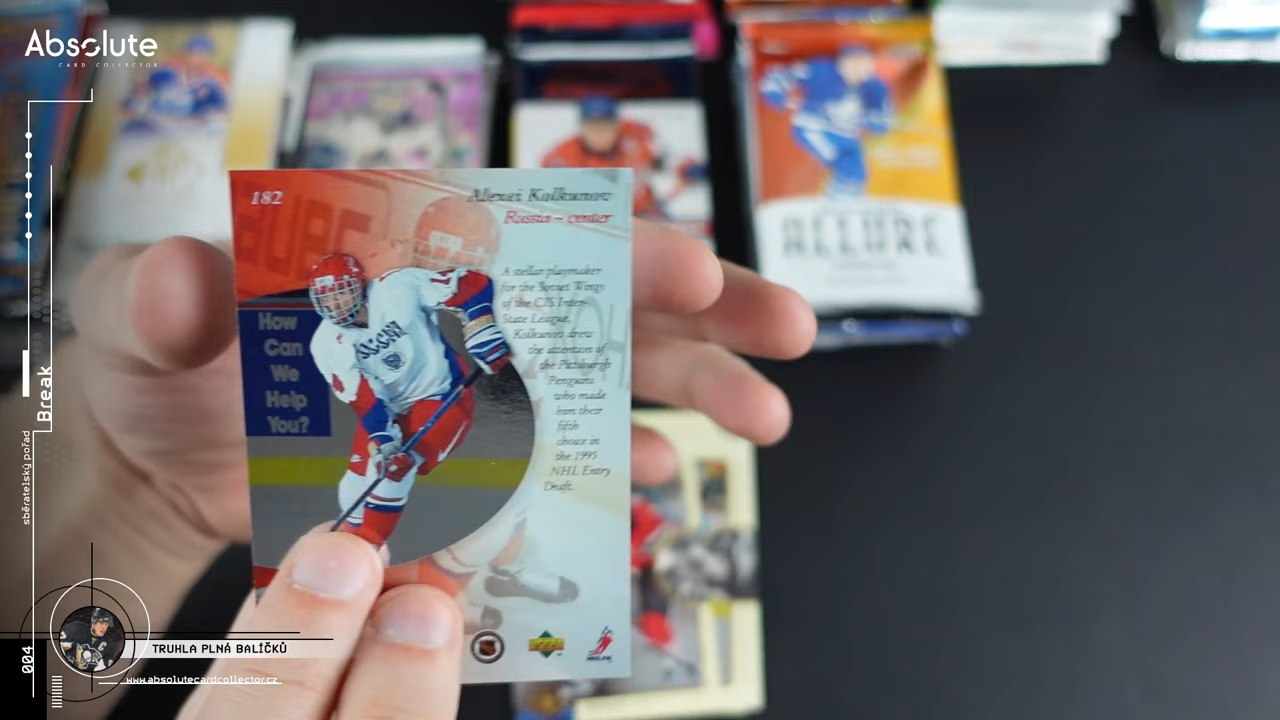 Absolute
CARD COLLECTOR
182
Alexei Kolkunov
Russia – center
A stellar playmaker
for the Soviet Wings
of the CIS Inter-
State League,
Kolkunov drew
the attention of
the Pittsburgh
Penguins
who made
him their
fifth
choice in
the 1995
NHL Entry
Draft.
How
Can
We
Help
You?
ALLURE
Break
sběratelský pořad
004
TRUHLA PLNÁ BALÍČKŮ
www.absolutecardcollector.cz